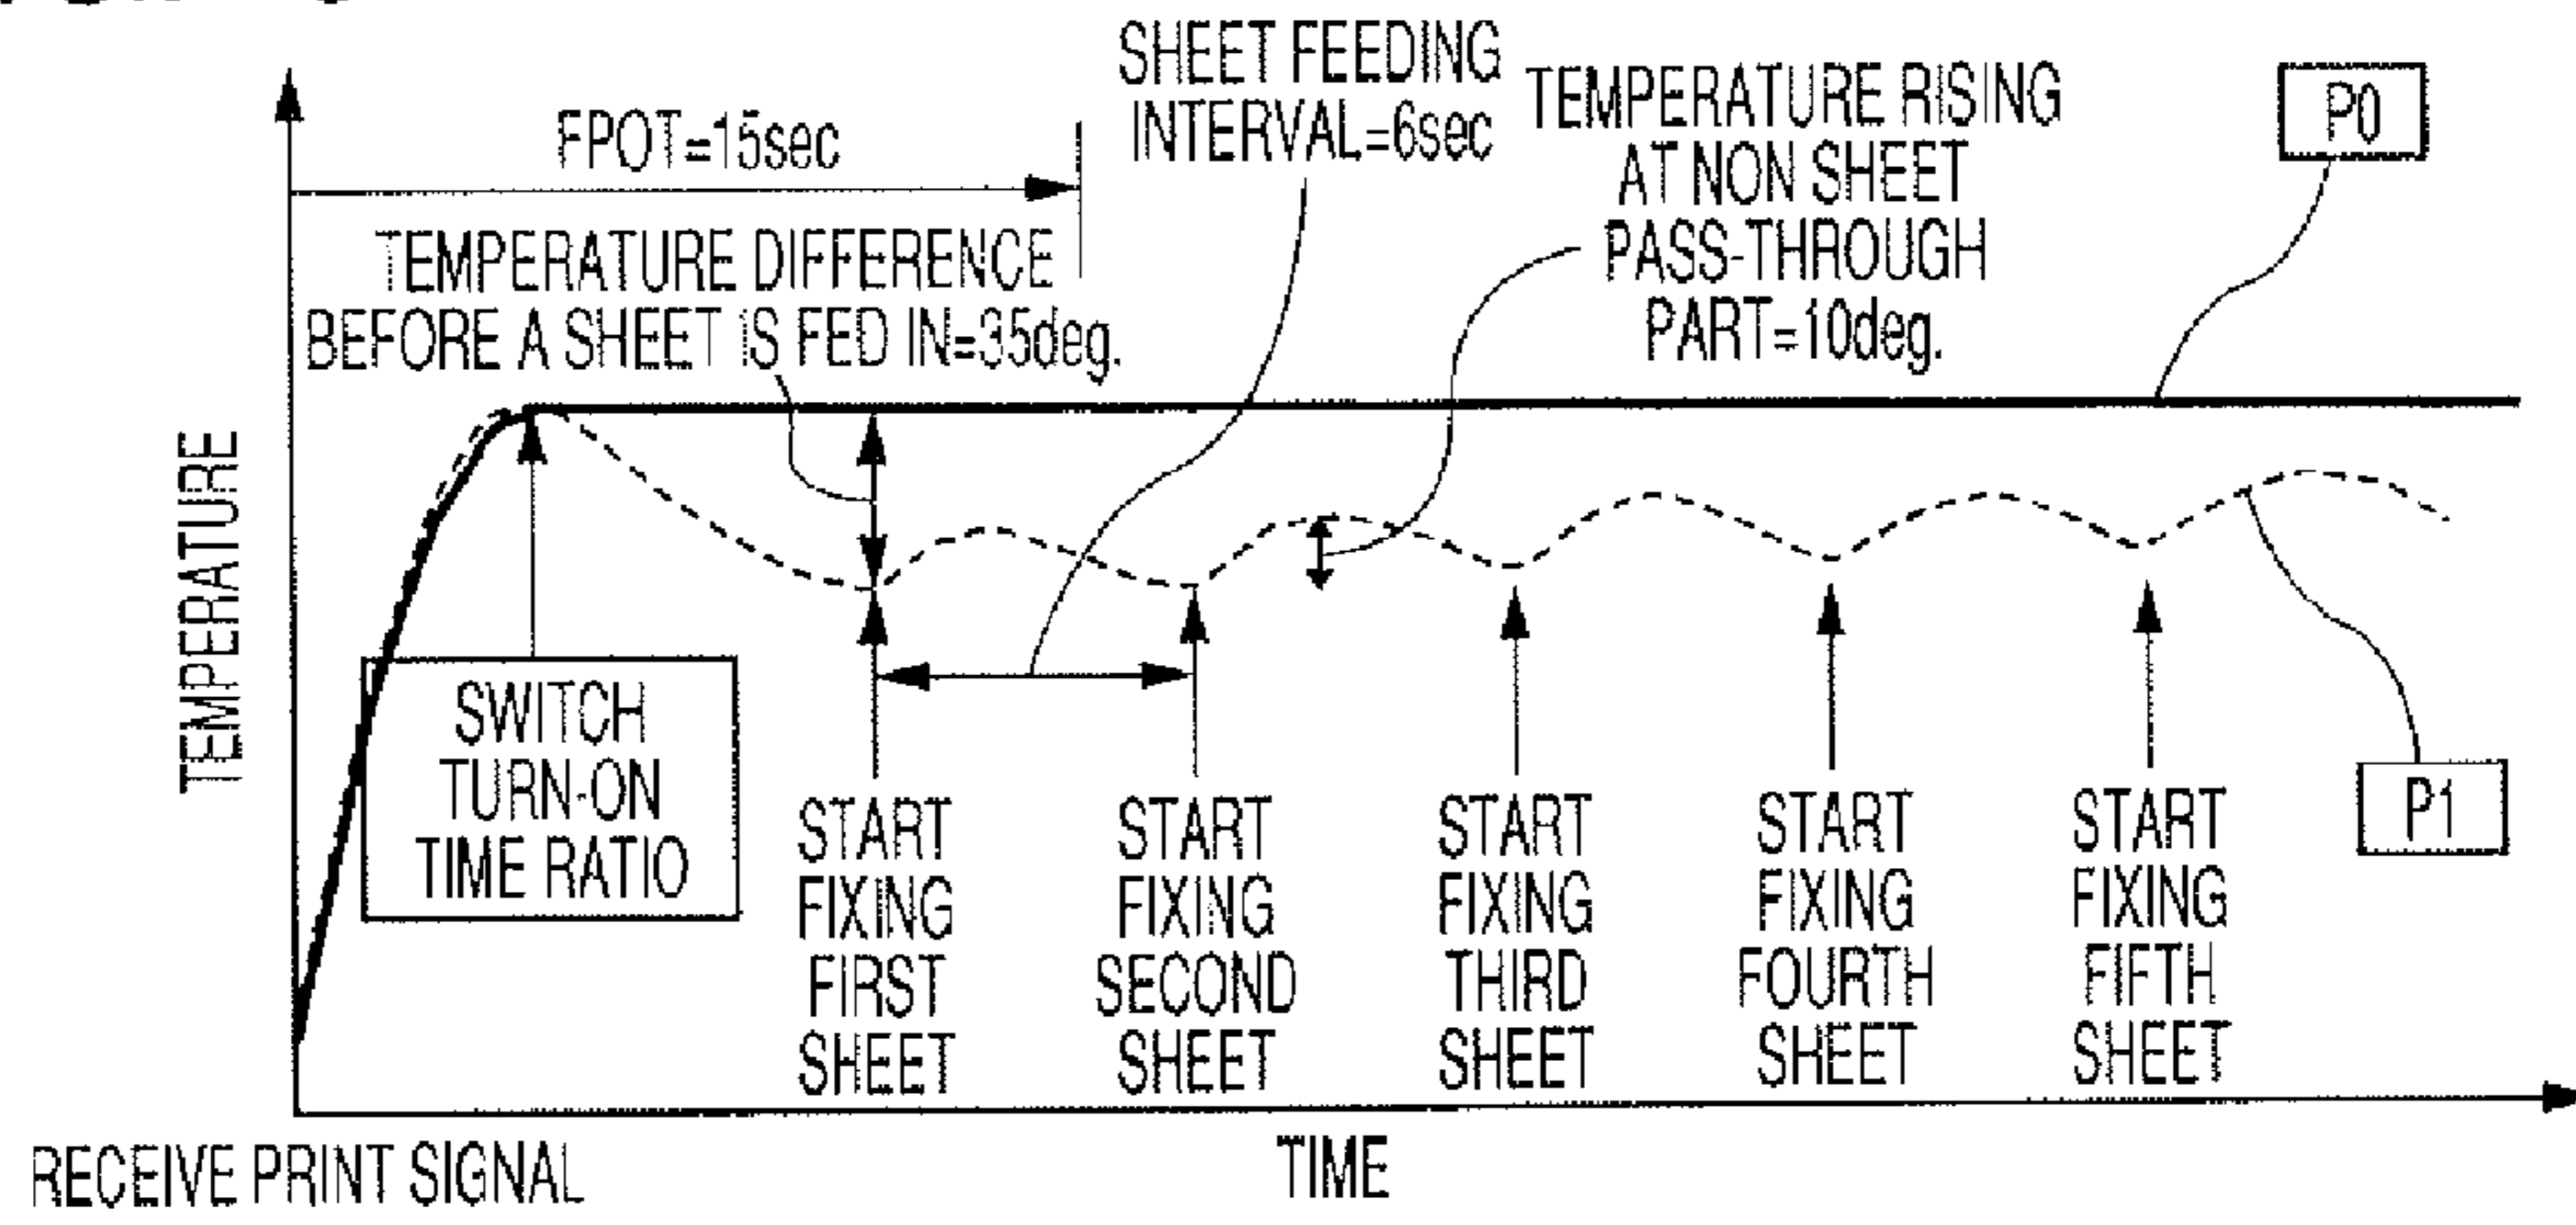 FPOT=15sec
SHEET FEEDING
INTERVAL=6sec
TEMPERATURE RISING
AT NON SHEET
PASS-THROUGH
PART=10deg.
P0
TEMPERATURE DIFFERENCE
BEFORE A SHEET IS FED IN=35deg.
TEMPERATURE
SWITCH
TURN-ON
TIME RATIO
START
FIXING
FIRST
SHEET
START
FIXING
SECOND
SHEET
START
FIXING
THIRD
SHEET
START
FIXING
FOURTH
SHEET
START
FIXING
FIFTH
SHEET
P1
RECEIVE PRINT SIGNAL
TIME